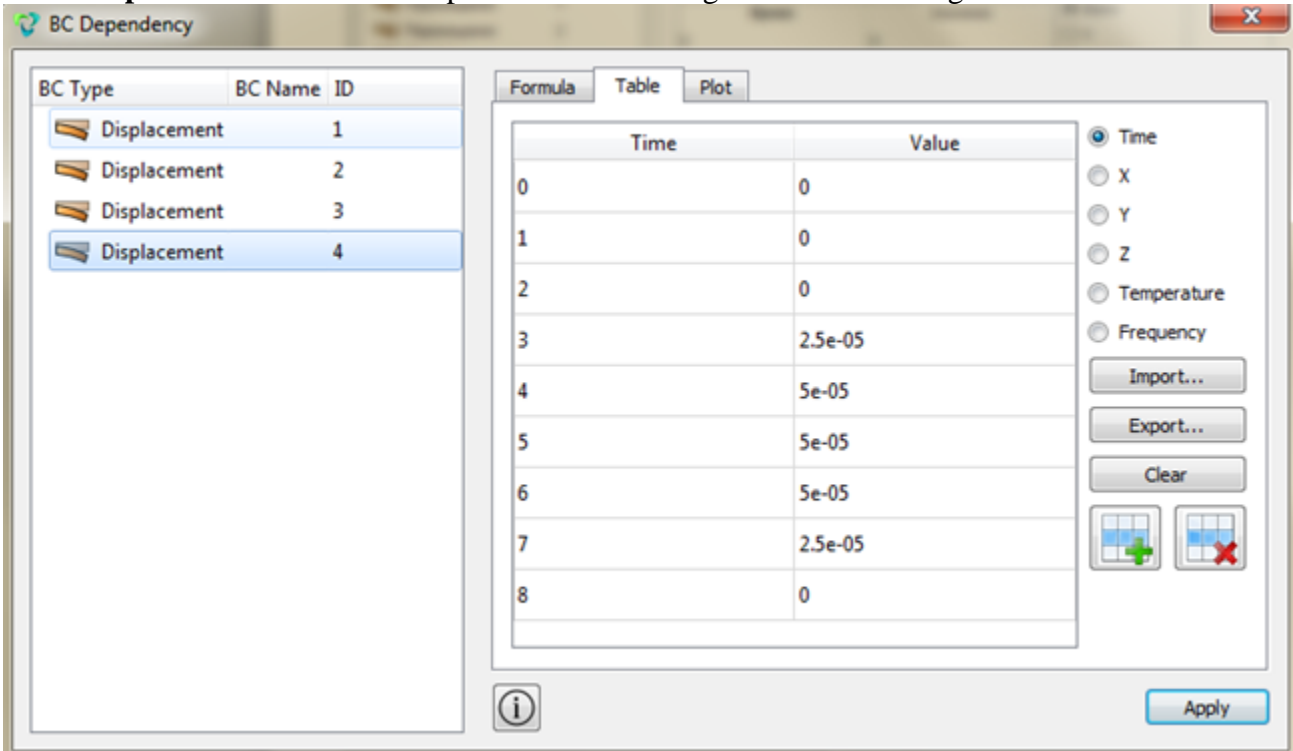 BC Dependency
BC Type BC Name ID
Displacement 1
Displacement 2
Displacement 3
Displacement 4
Formula Table Plot
Time Value
0 0
1 0
2 0
3 2.5e-05
4 5e-05
5 5e-05
6 5e-05
7 2.5e-05
8 0
Time
X
Y
Z
Temperature
Frequency
Import...
Export...
Clear
Apply